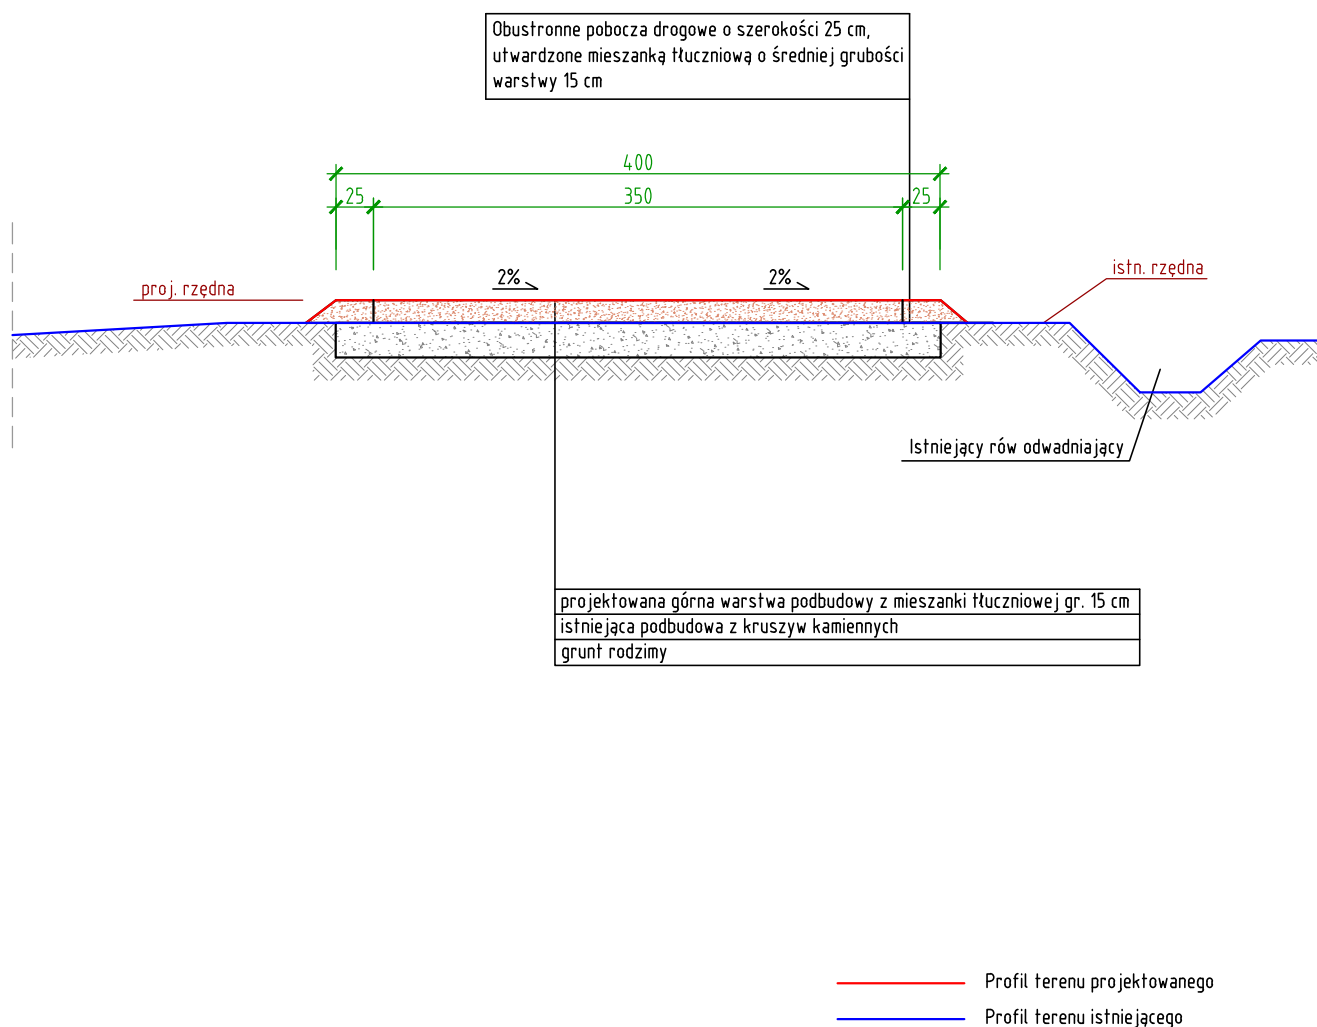 Obustronne pobocza drogowe o szerokości 25 cm,
utwardzone mieszanką tłuczniową o średniej grubości
warstwy 15 cm
400
25
350
25
2%
2%
istn. rzędna
proj. rzędna
Istniejący rów odwadniający
projektowana górna warstwa podbudowy z mieszanki tłuczniowej gr. 15 cm
istniejąca podbudowa z kruszyw kamiennych
grunt rodzimy
Profil terenu projektowanego
Profil terenu istniejącego